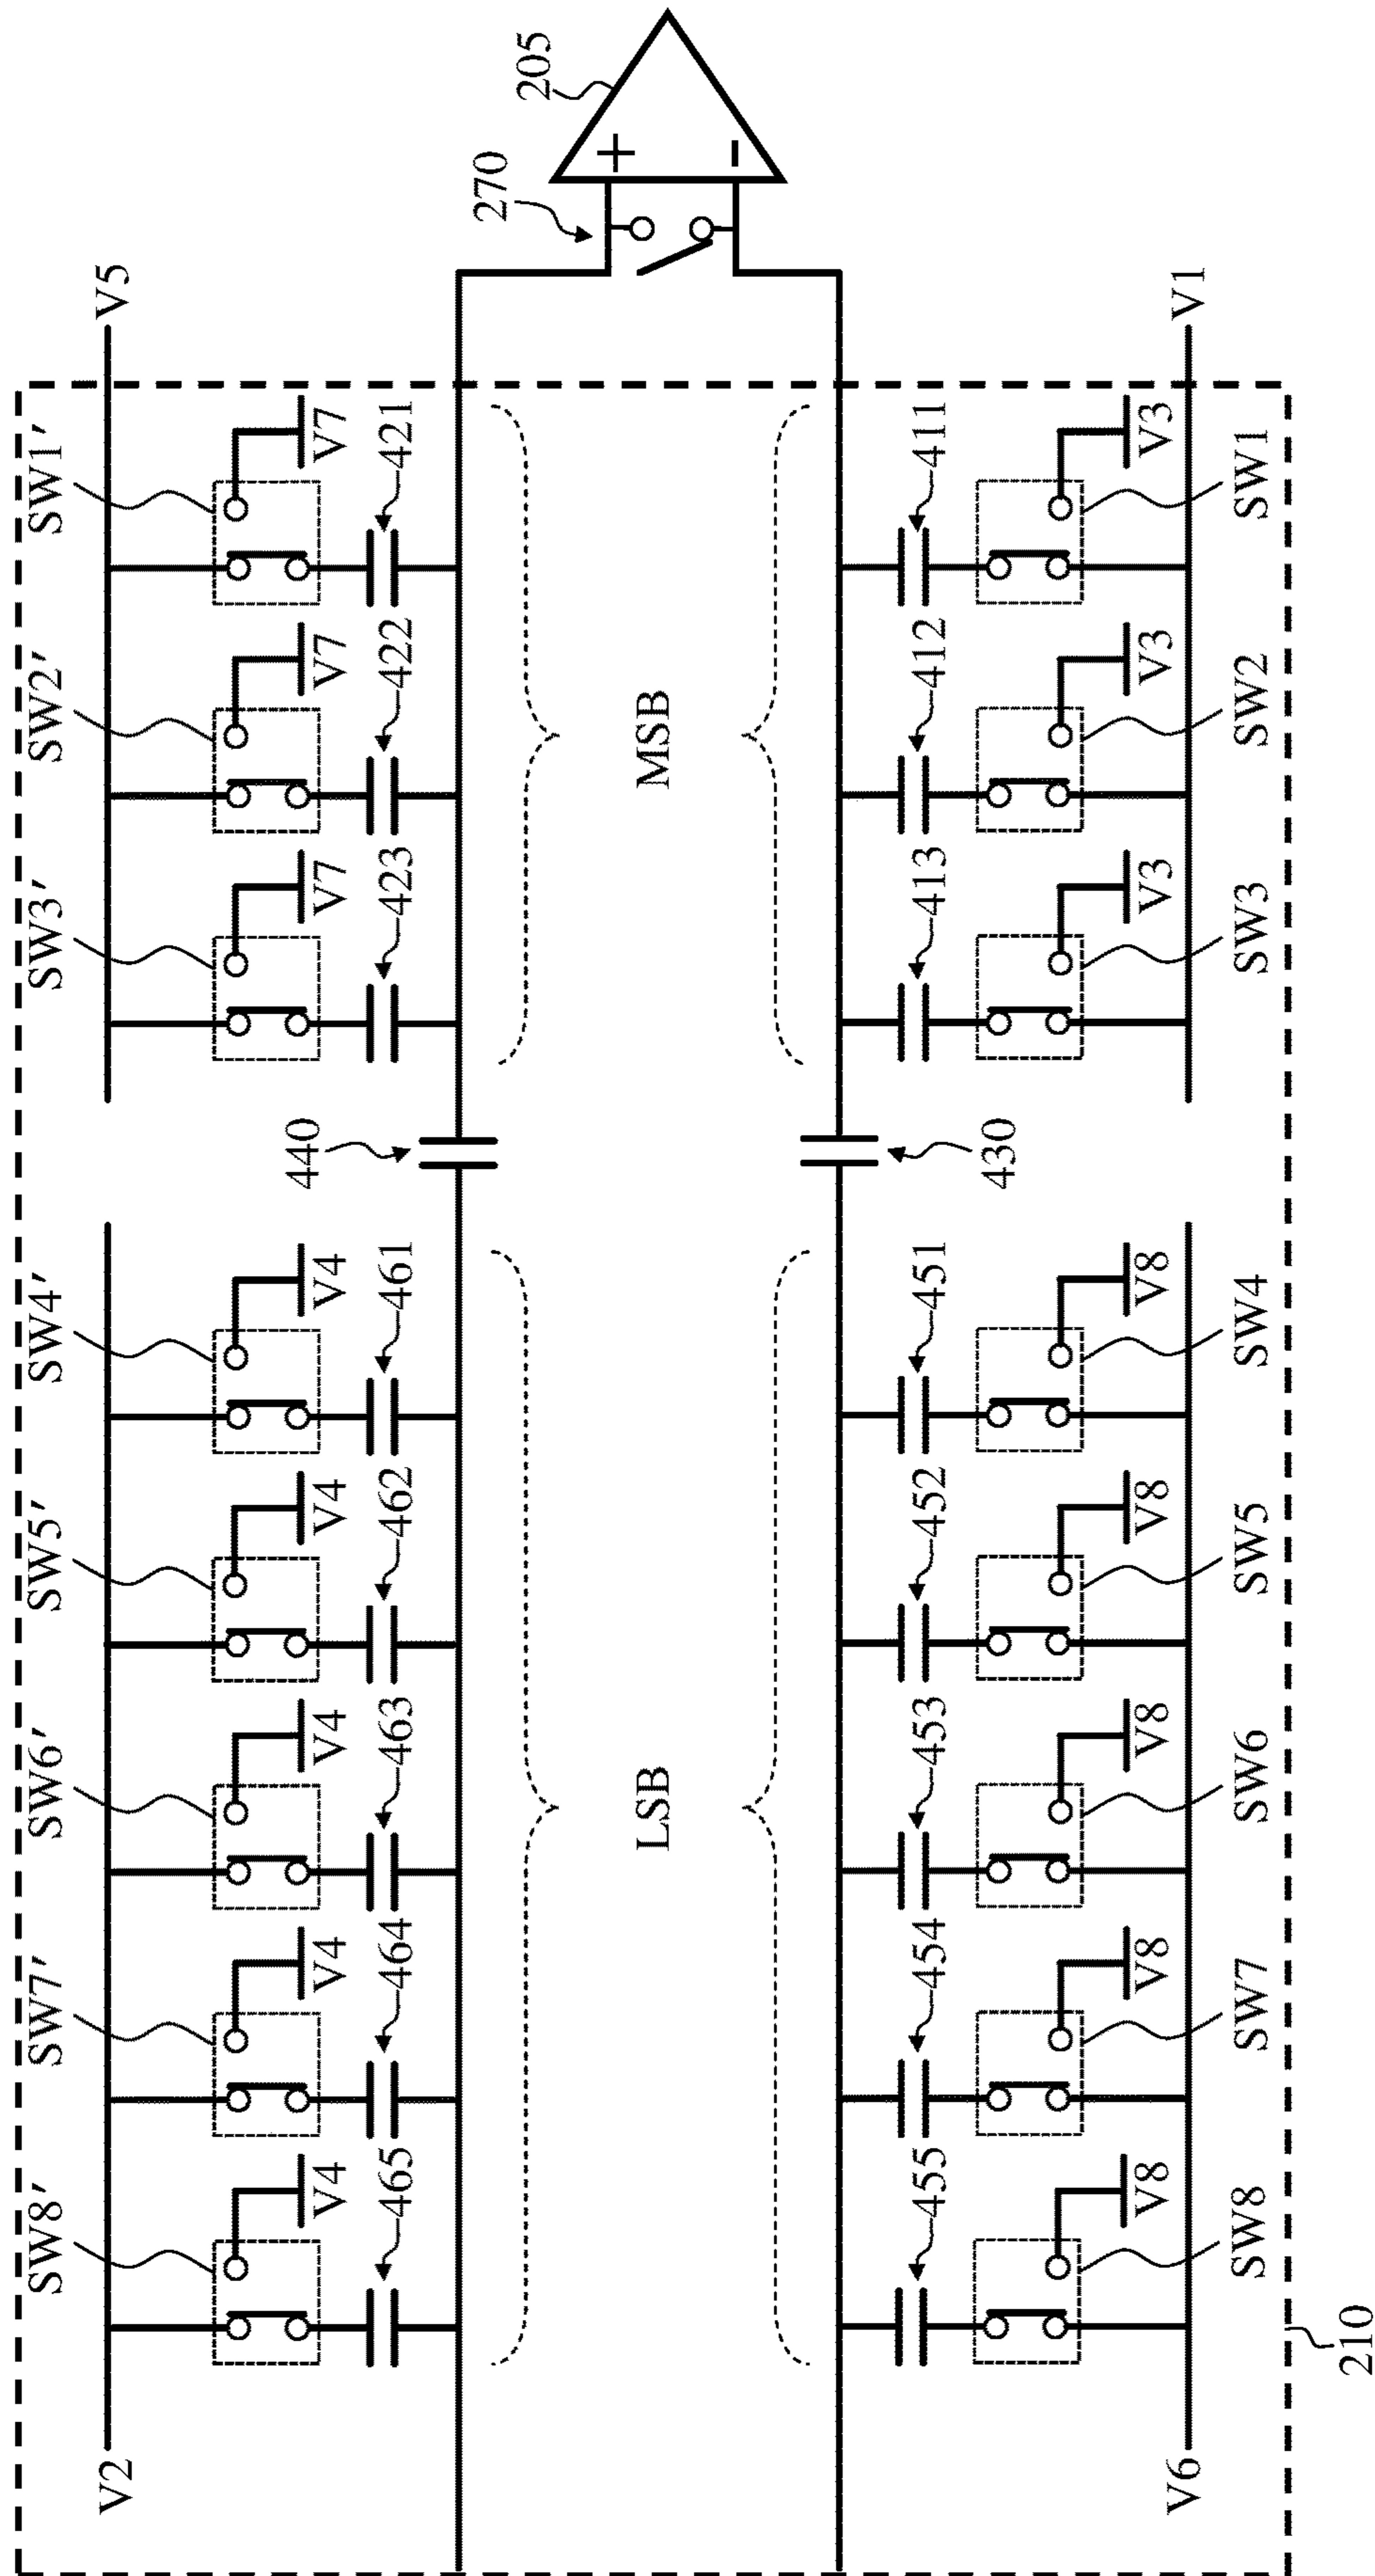 205
270
V5
V1
SW1′
SW2′
SW3′
SW4′
SW5′
SW6′
SW7′
SW8′
V7
V7
V7
V4
V4
V4
V4
V4
421
422
423
440
461
462
463
464
465
MSB
LSB
411
412
413
430
451
452
453
454
455
V3
V3
V3
V8
V8
V8
V8
V8
SW1
SW2
SW3
SW4
SW5
SW6
SW7
SW8
V2
V6
210